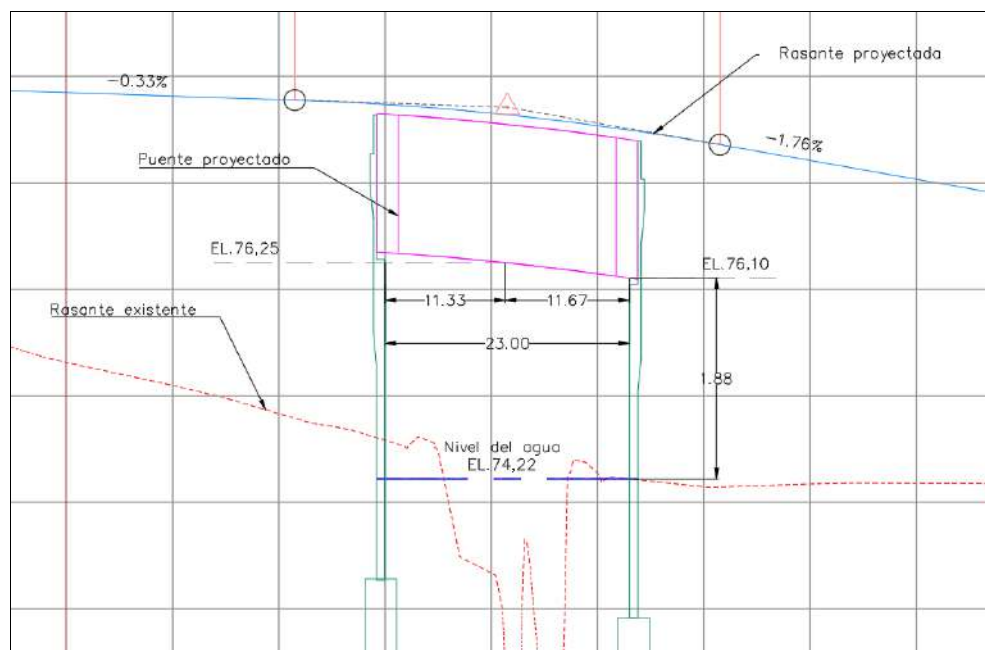 Rasante proyectada
-0.33%
-1.76%
Puente proyectado
EL.76,25
EL.76,10
11.33
11.67
Rasante existente
23.00
1.88
Nivel del agua
EL.74,22